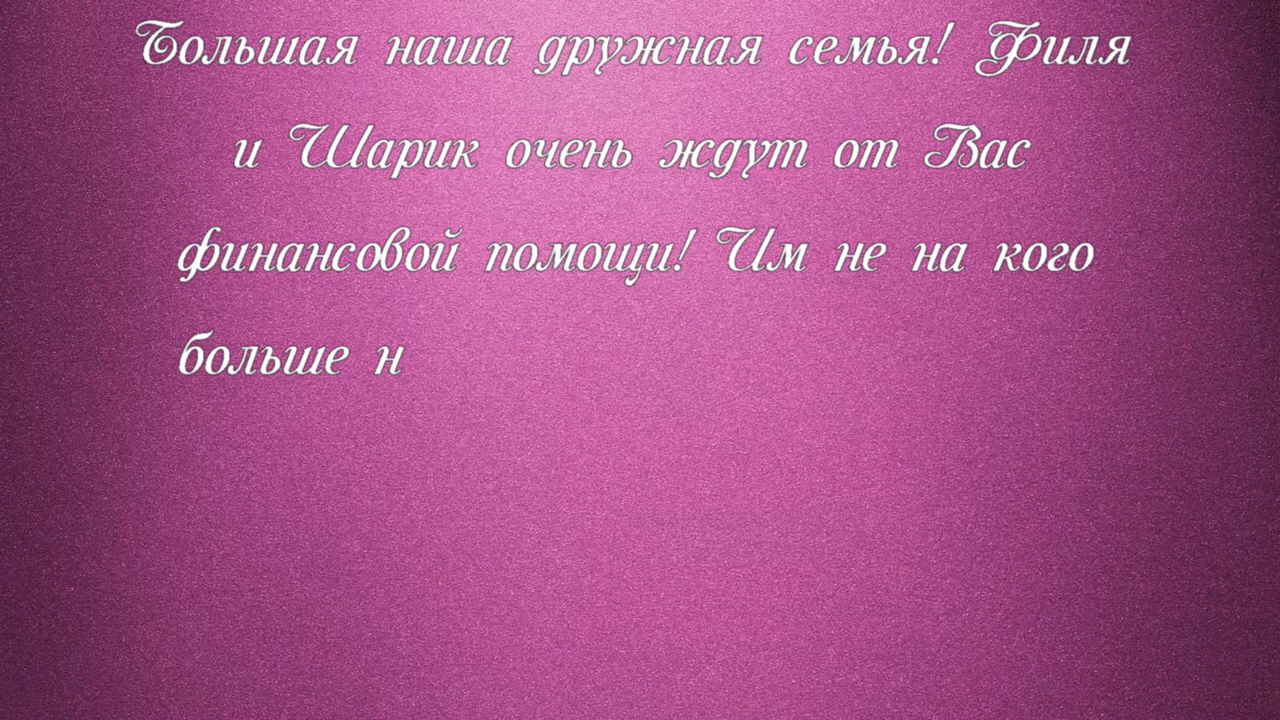 Большая наша дружная семья! Филя
и Шарик очень ждут от Вас
финансовой помощи! Им не на кого
больше н